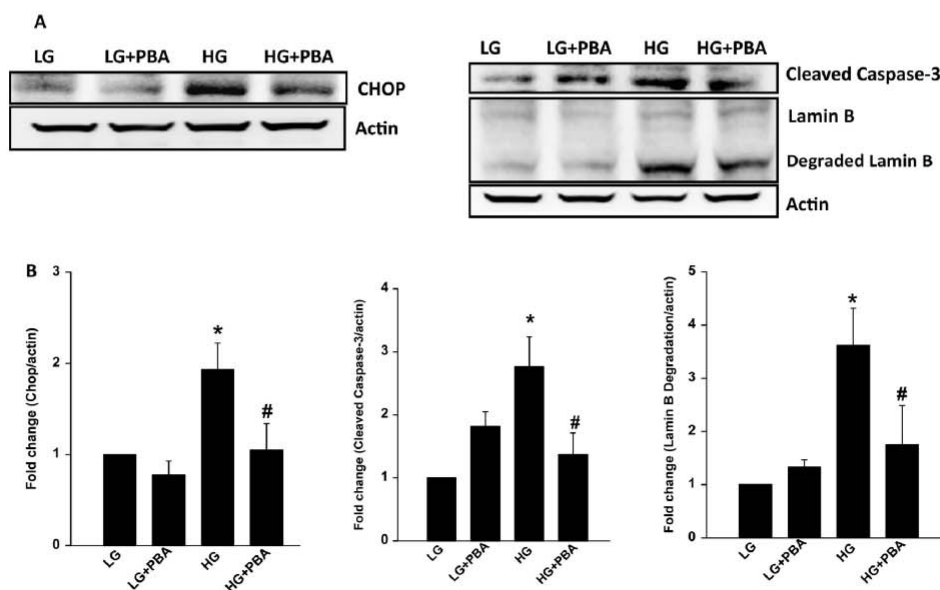 A
LG LG+PBA HG HG+PBA
CHOP
Actin
LG LG+PBA HG HG+PBA
Cleaved Caspase-3
Lamin B
Degraded Lamin B
Actin
B
Fold change (Chop/actin)
3
2
1
0
LG LG+PBA HG HG+PBA
* #
Fold change (Cleaved Caspase-3/actin)
4
3
2
1
0
LG LG+PBA HG HG+PBA
* #
Fold change (Lamin B Degradation/actin)
5
4
3
2
1
0
LG LG+PBA HG HG+PBA
* #